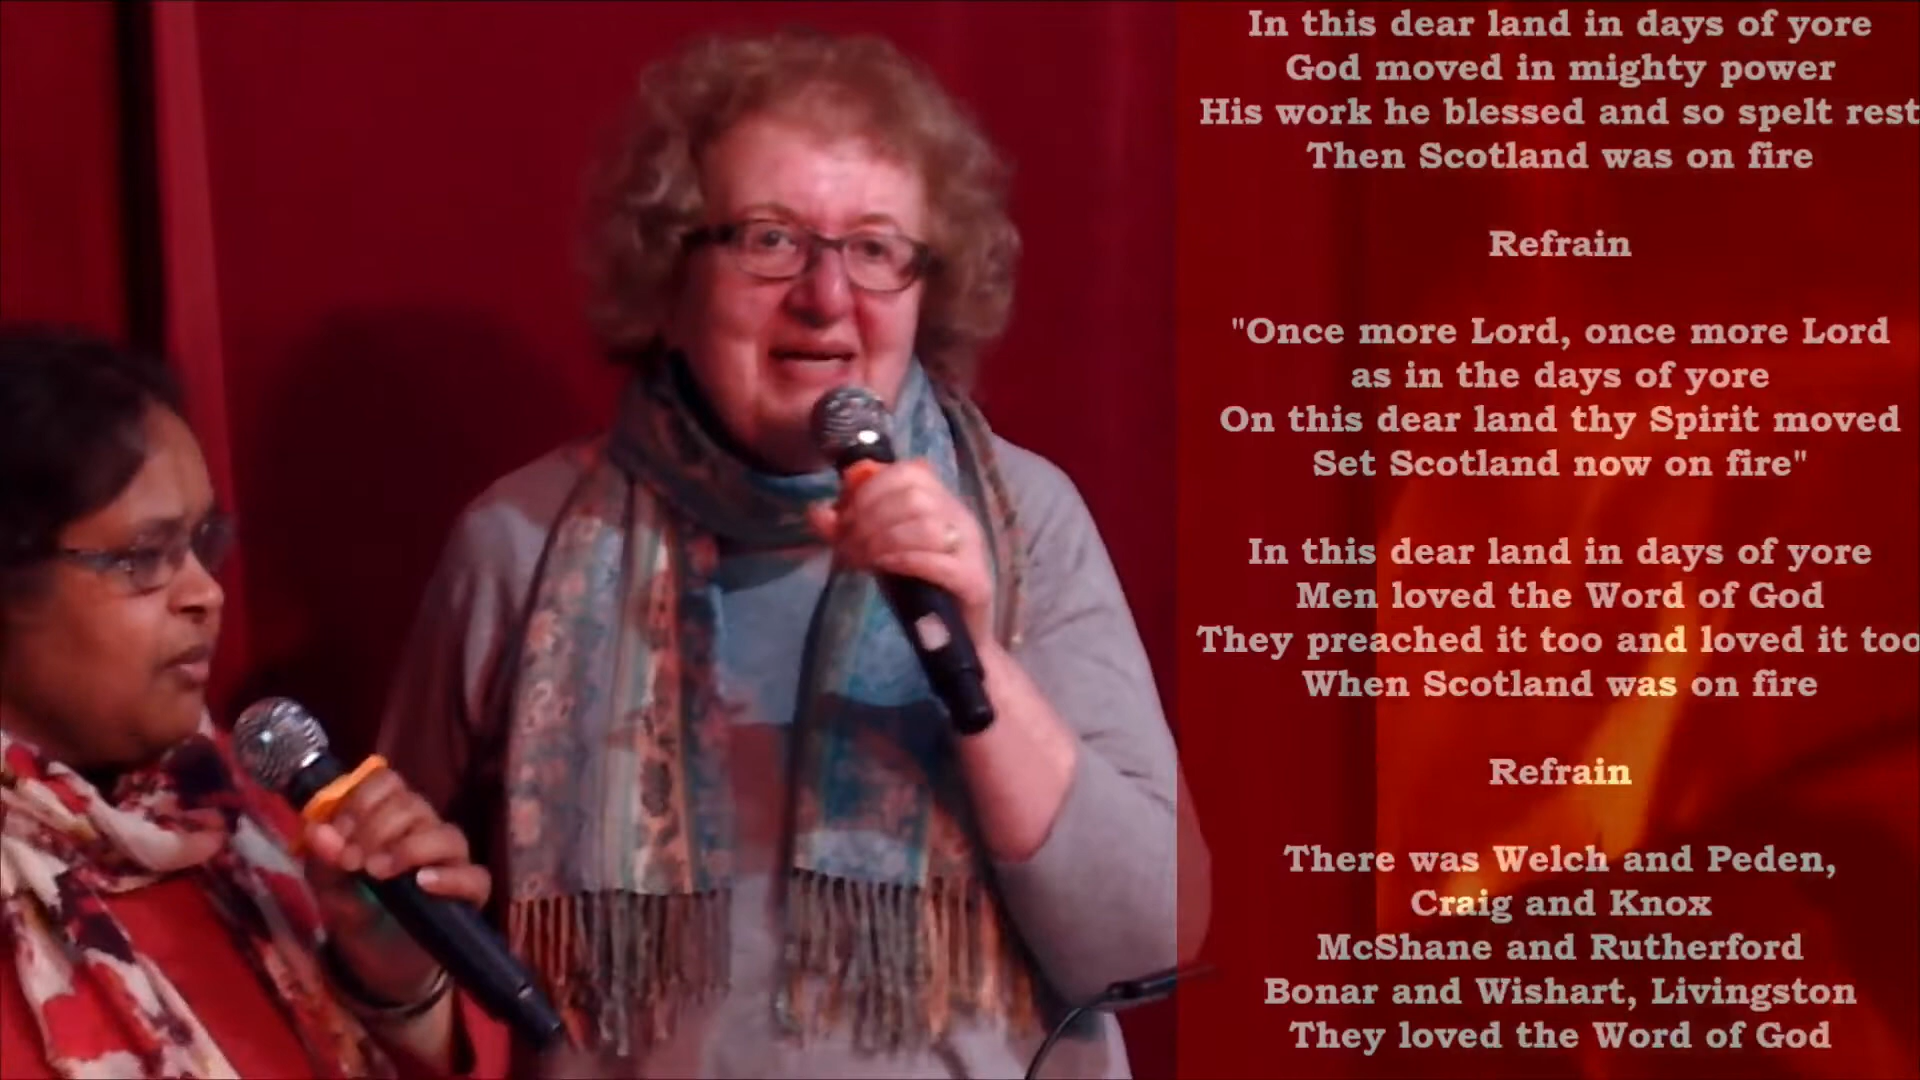 In this dear land in days of yore
God moved in mighty power
His work he blessed and so spelt rest
Then Scotland was on fire
Refrain
"Once more Lord, once more Lord
as in the days of yore
On this dear land thy Spirit moved
Set Scotland now on fire"
In this dear land in days of yore
Men loved the Word of God
They preached it too and loved it too
When Scotland was on fire
Refrain
There was Welch and Peden,
Craig and Knox
McShane and Rutherford
Bonar and Wishart, Livingston
They loved the Word of God